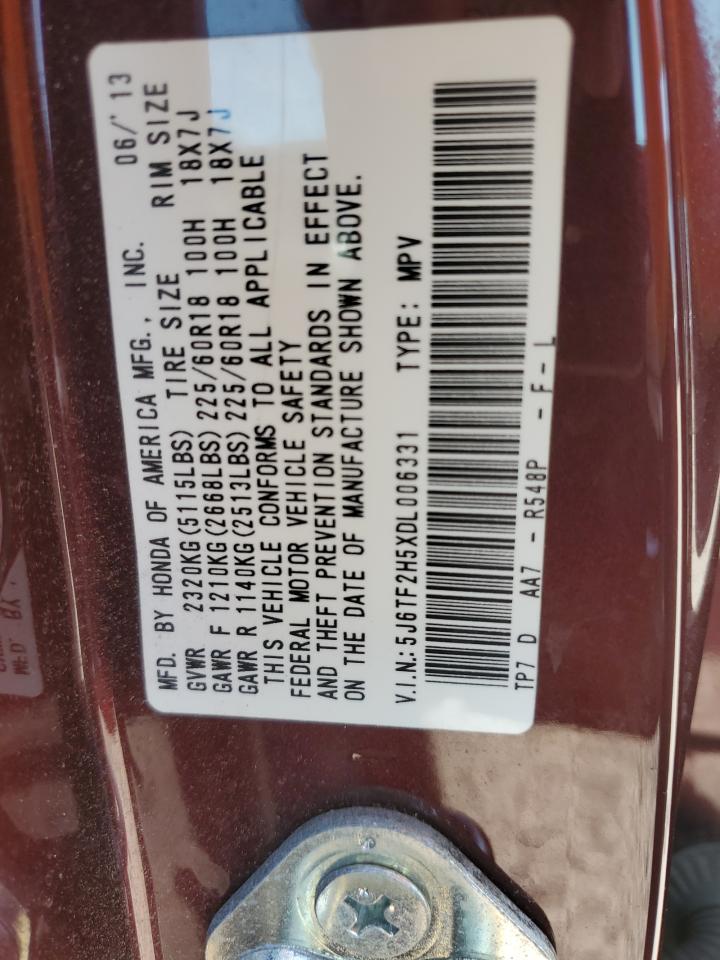 MFD. BY HONDA OF AMERICA MFG., INC. 06/'13
GVWR 2320KG(5115LBS) TIRE SIZE RIM SIZE
GAWR F 1210KG(2668LBS) 225/60R18 100H 18X7J
GAWR R 1140KG(2513LBS) 225/60R18 100H 18X7J
THIS VEHICLE CONFORMS TO ALL APPLICABLE
FEDERAL MOTOR VEHICLE SAFETY
AND THEFT PREVENTION STANDARDS IN EFFECT
ON THE DATE OF MANUFACTURE SHOWN ABOVE.
V.I.N.: 5J6TF2H5XDL006331 TYPE: MPV
TP7 D AA7 - R548P - F - L